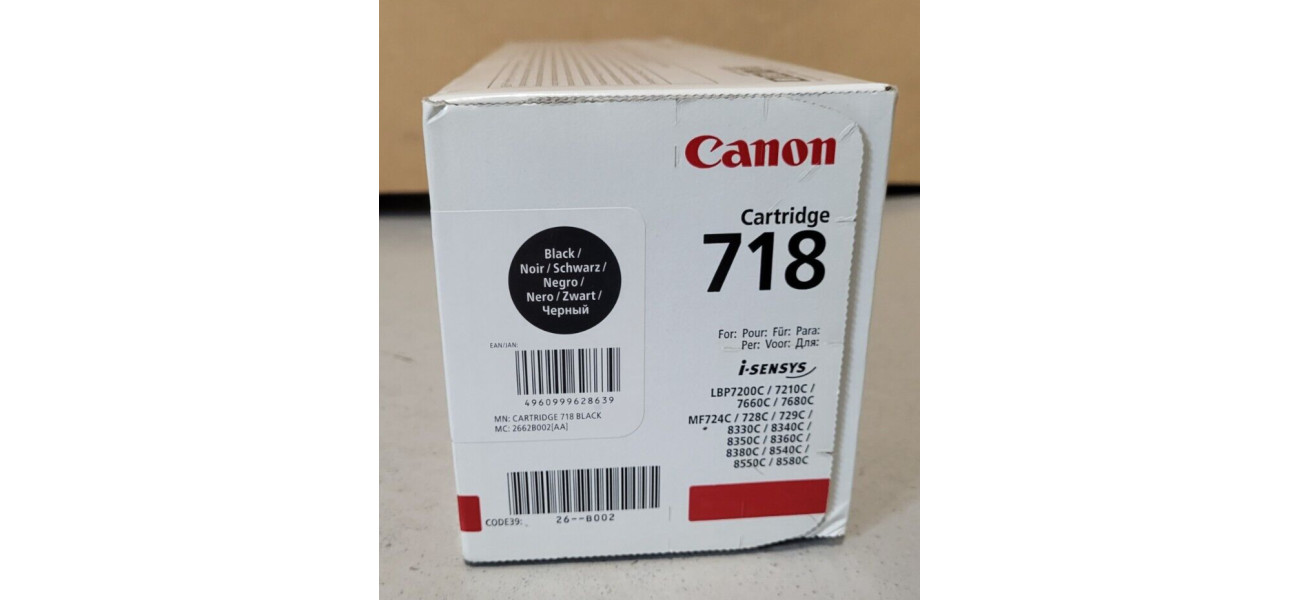 Canon
Cartridge
718
Black /
Noir / Schwarz /
Negro /
Nero / Zwart /
Черный
EAN/JAN:
4960999628639
MN: CARTRIDGE 718 BLACK
MC: 2662B002[AA]
For: Pour: Für: Para:
Per: Voor: Для:
i-SENSYS
LBP7200C / 7210C /
7660C / 7680C
MF724C / 728C / 729C /
8330C / 8340C /
8350C / 8360C /
8380C / 8540C /
8550C / 8580C
CODE39:
26--B002